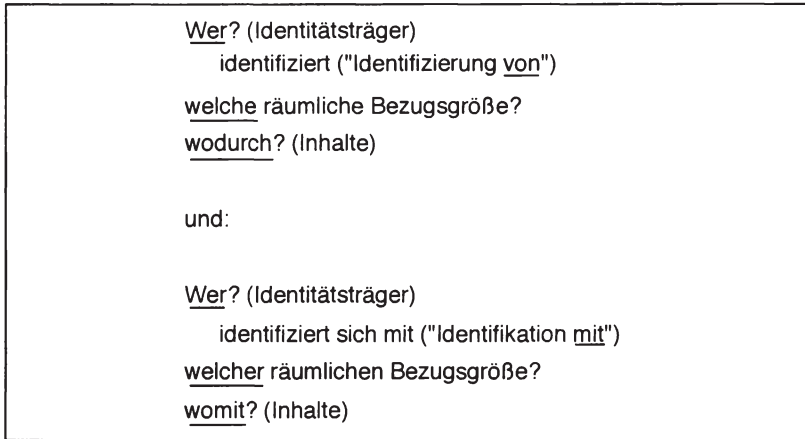 Wer? (Identitätsträger)
identifiziert ("Identifizierung von")
welche räumliche Bezugsgröße?
wodurch? (Inhalte)
und:
Wer? (Identitätsträger)
identifiziert sich mit ("Identifikation mit")
welcher räumlichen Bezugsgröße?
womit? (Inhalte)